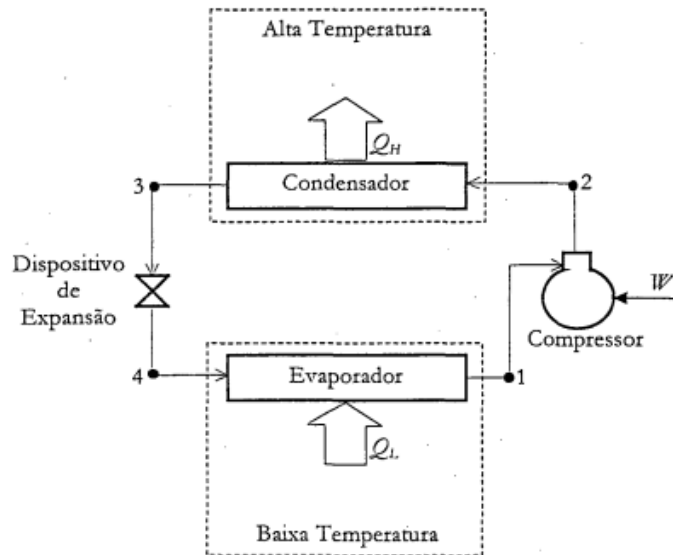 Alta Temperatura
Q_H
Condensador
3
2
Dispositivo
de
Expansão
W
Compressor
4
Evaporador
1
Q_L
Baixa Temperatura